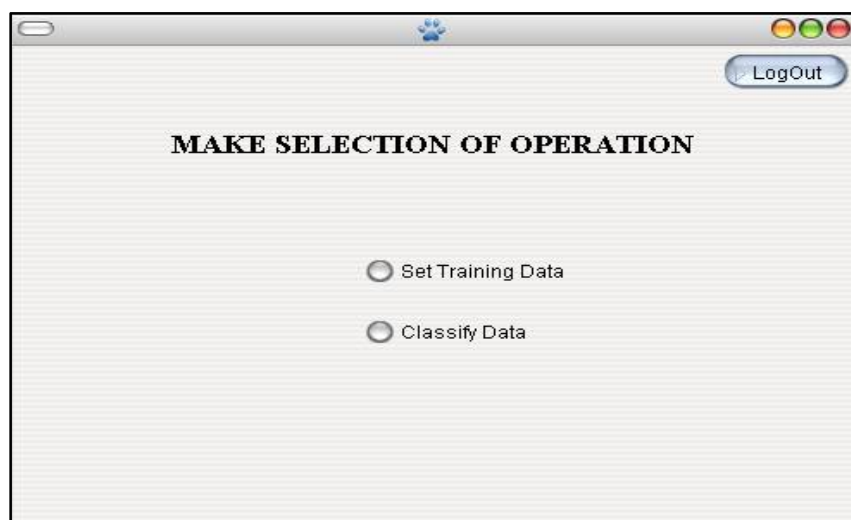 LogOut
MAKE SELECTION OF OPERATION
Set Training Data
Classify Data